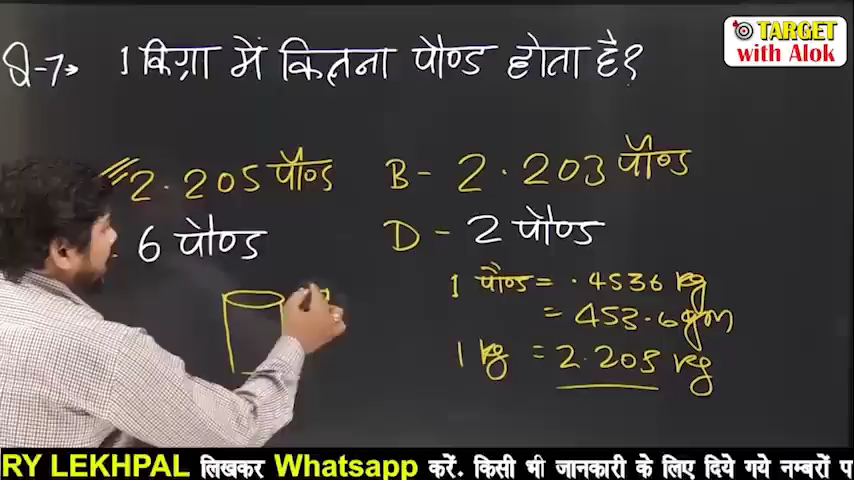 TARGET
with Alok
Q-7→ 1 किग्रा में कितना पौण्ड होता है?
2.205 पौण्ड B- 2.203 पौण्ड
6 पौण्ड D- 2 पौण्ड
1 पौण्ड = .4536 kg
= 453.6 gm
1 kg = 2.205 kg
RY LEKHPAL लिखकर Whatsapp करें. किसी भी जानकारी के लिए दिये गये नम्बरों प